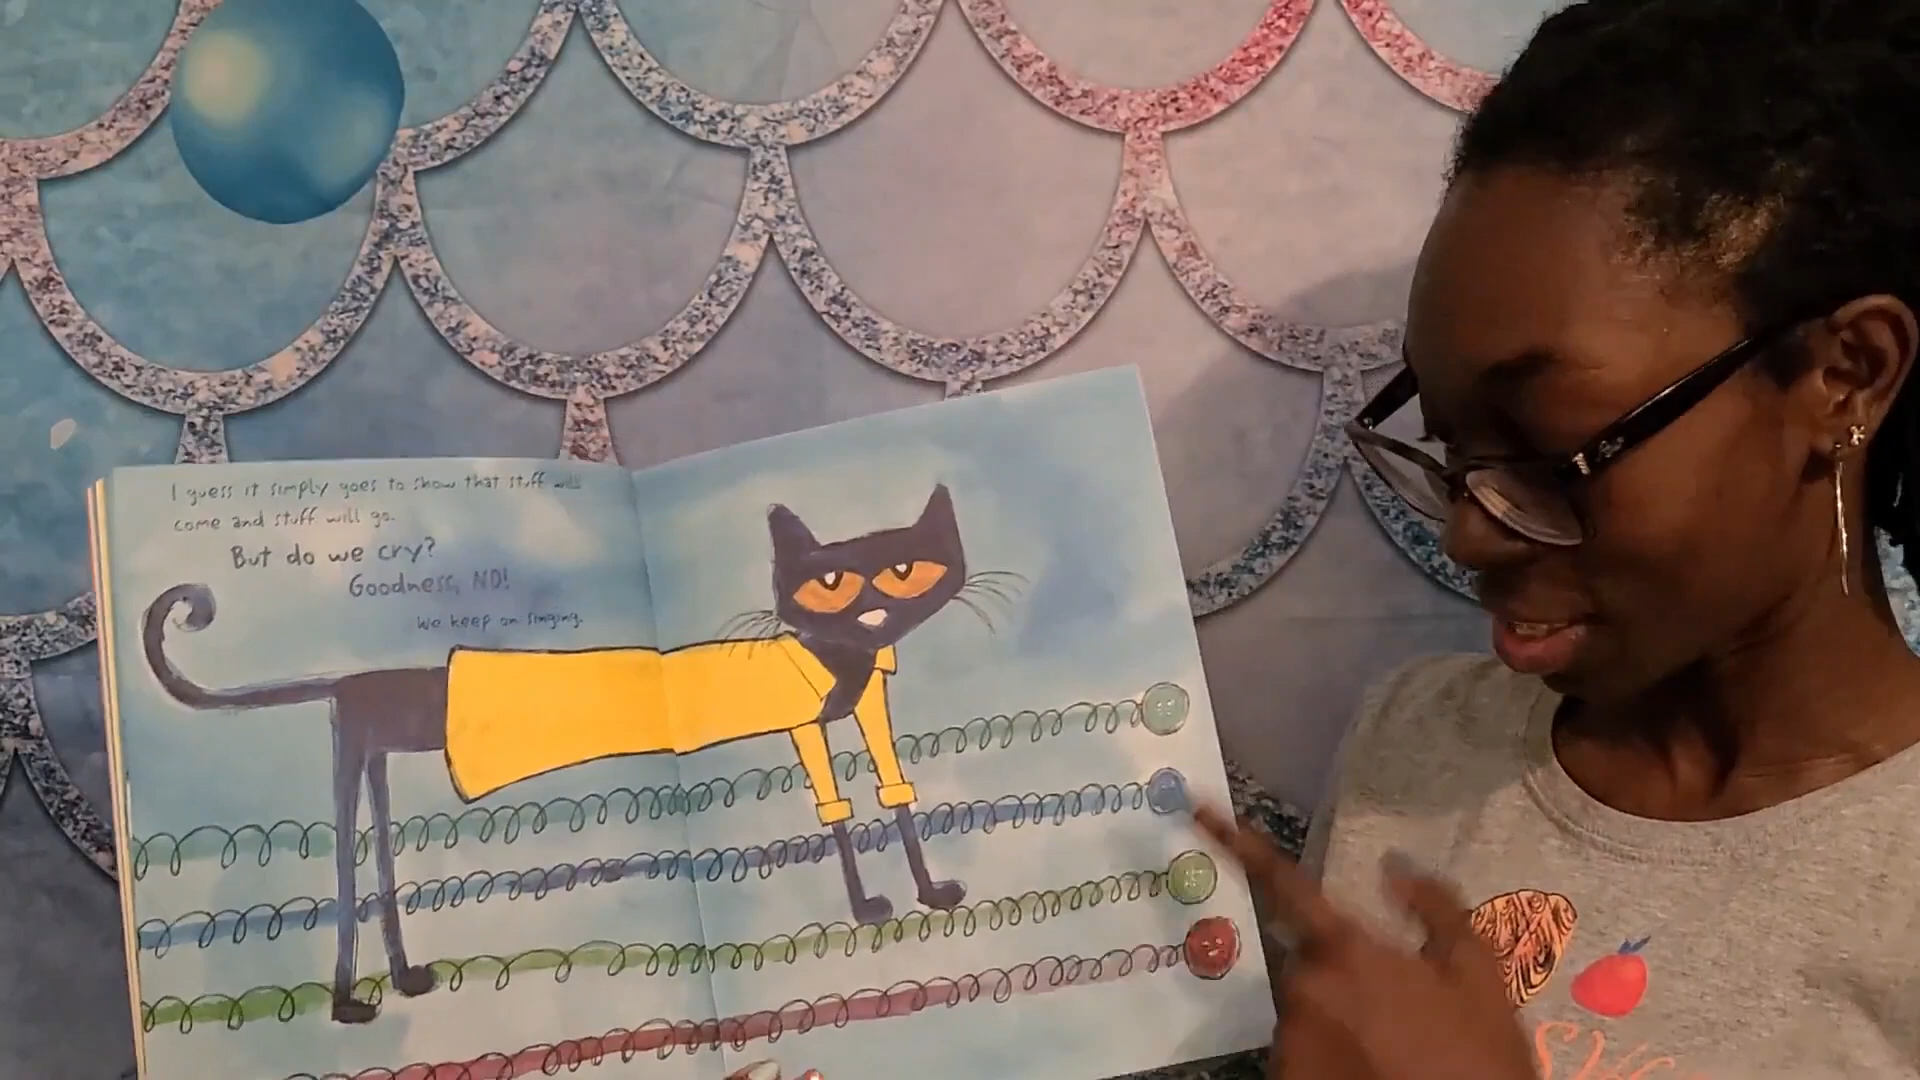 I guess it simply goes to show that stuff will
come and stuff will go.
But do we cry?
Goodness, NO!
We keep on singing.